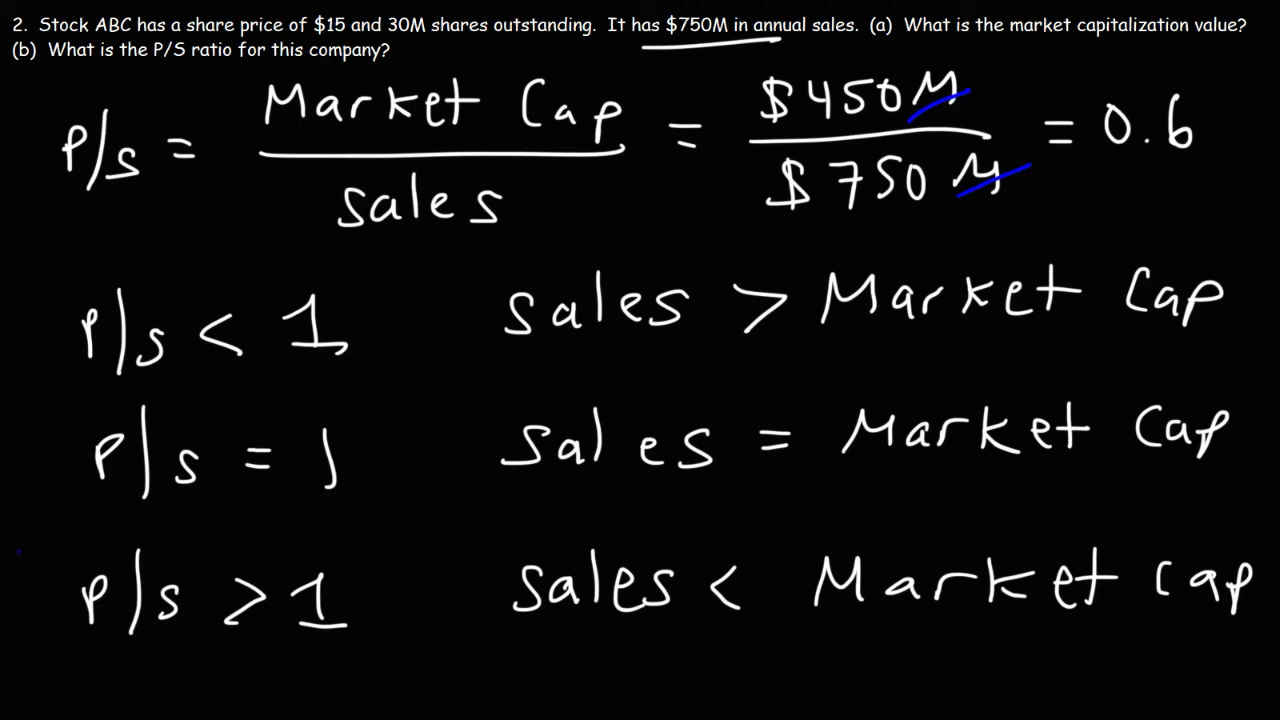 2. Stock ABC has a share price of $15 and 30M shares outstanding. It has $750M in annual sales. (a) What is the market capitalization value?
(b) What is the P/S ratio for this company?
P/s = Market Cap / sales = $450M / $750M = 0.6
P/s < 1 sales > Market Cap
P/s = 1 sales = Market Cap
P/s > 1 sales < Market Cap